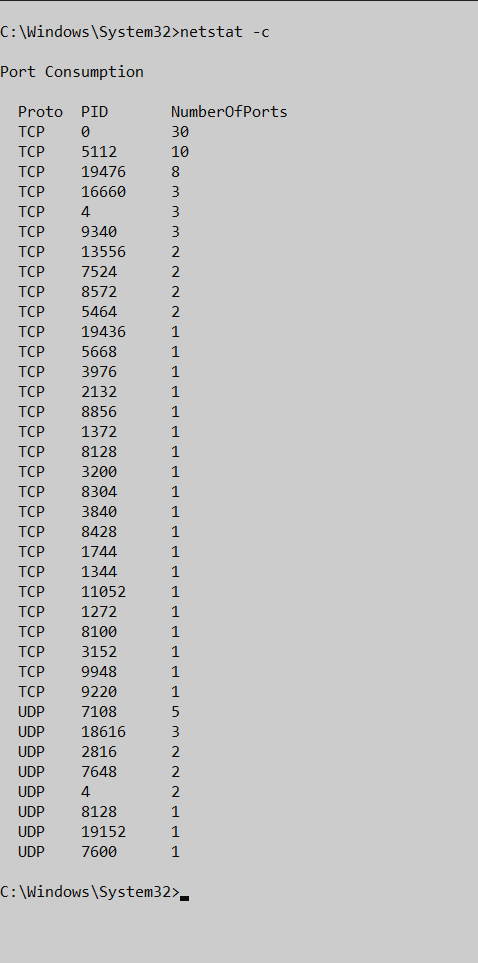 C:\Windows\System32>netstat -c
Port Consumption
Proto PID NumberOfPorts
TCP 0 30
TCP 5112 10
TCP 19476 8
TCP 16660 3
TCP 4 3
TCP 9340 3
TCP 13556 2
TCP 7524 2
TCP 8572 2
TCP 5464 2
TCP 19436 1
TCP 5668 1
TCP 3976 1
TCP 2132 1
TCP 8856 1
TCP 1372 1
TCP 8128 1
TCP 3200 1
TCP 8304 1
TCP 3840 1
TCP 8428 1
TCP 1744 1
TCP 1344 1
TCP 11052 1
TCP 1272 1
TCP 8100 1
TCP 3152 1
TCP 9948 1
TCP 9220 1
UDP 7108 5
UDP 18616 3
UDP 2816 2
UDP 7648 2
UDP 4 2
UDP 8128 1
UDP 19152 1
UDP 7600 1
C:\Windows\System32>